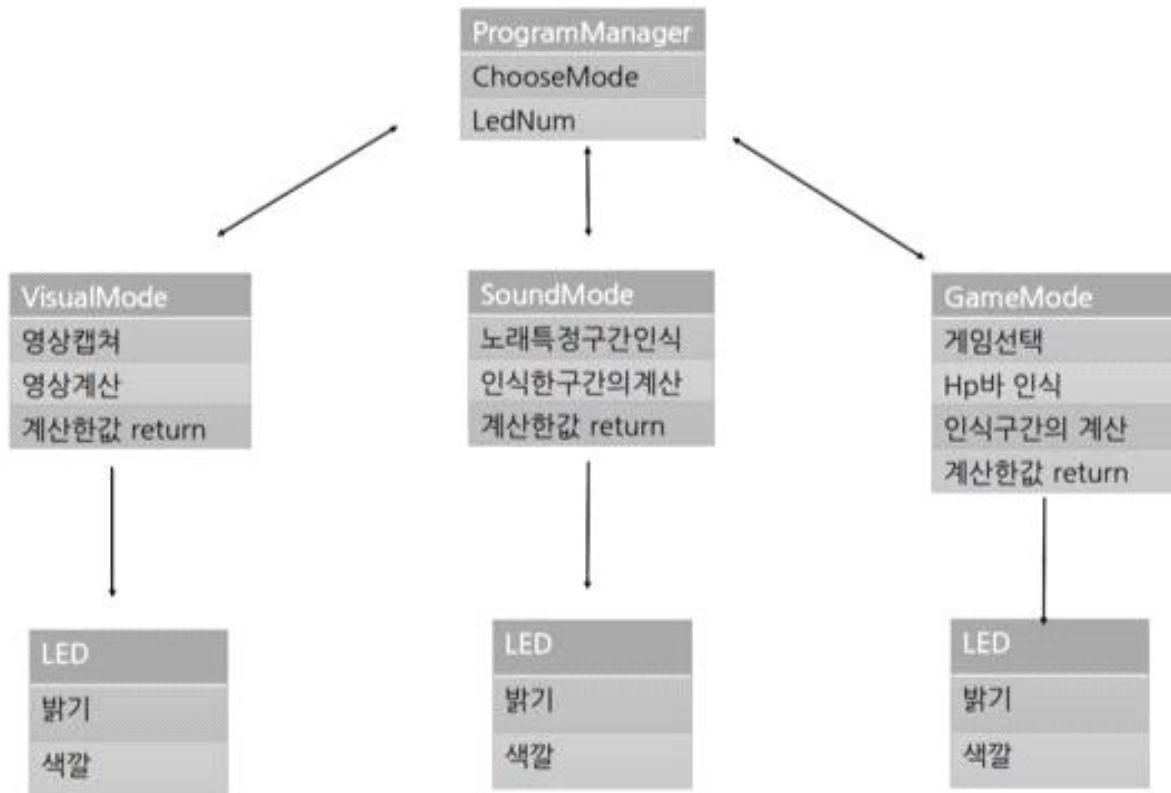 ProgramManager
ChooseMode
LedNum
VisualMode
영상캡쳐
영상계산
계산한값 return
SoundMode
노래특정구간인식
인식한구간의계산
계산한값 return
GameMode
게임선택
Hp바 인식
인식구간의 계산
계산한값 return
LED
밝기
색깔
LED
밝기
색깔
LED
밝기
색깔